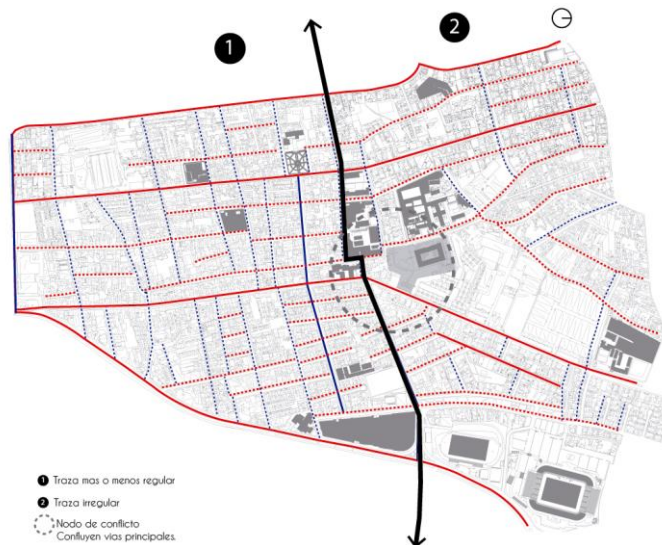 1
2
1 Traza mas o menos regular
2 Traza irregular
Nodo de conflicto
Confluyen vias principales.